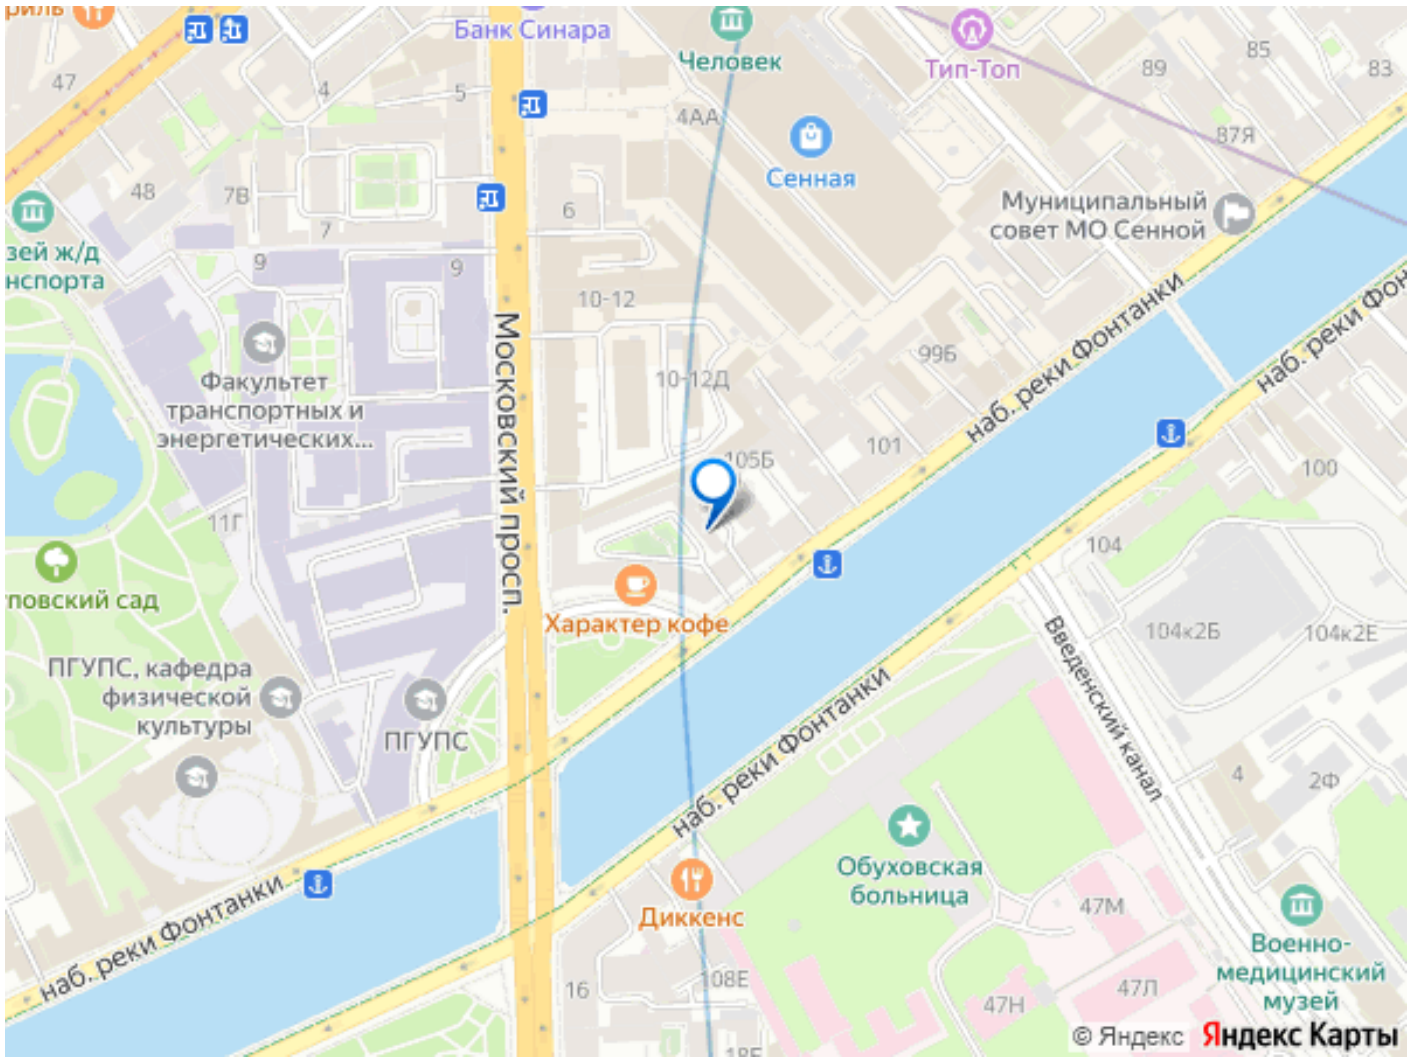 риль
Банк Синара
Человек
Тип-Топ
85
89
83
47
4
5
4АА
87Я
Сенная
48
7В
6
7
Муниципальный
совет МО Сенной
зей ж/д
нспорта
9
9
10-12
Московский просп.
наб. реки Фонтанки
наб. реки Фон
99Б
10-12Д
Факультет
транспортных и
энергетических...
105Б
101
100
11Г
104
повский сад
Характер кофе
104к2Б
104к2Е
Введенский канал
ПГУПС, кафедра
физической
культуры
ПГУПС
наб. реки Фонтанки
4
2Ф
Обуховская
больница
Диккенс
наб. реки Фонтанки
47М
Военно-
медицинский
музей
108Е
16
47Н
47Л
18Е
© Яндекс Яндекс Карты